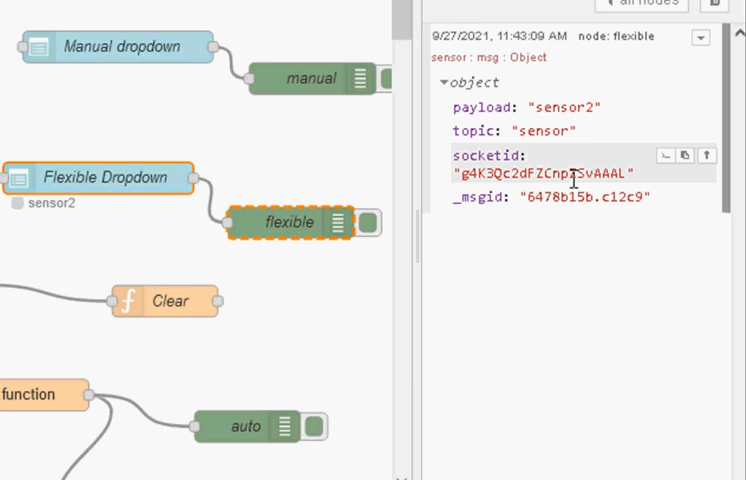 Manual dropdown
manual
Flexible Dropdown
sensor2
flexible
Clear
function
auto
all nodes
9/27/2021, 11:43:09 AM node: flexible
sensor : msg : Object
object
payload: "sensor2"
topic: "sensor"
socketid:
_msgid: "6478b15b.c12c9"